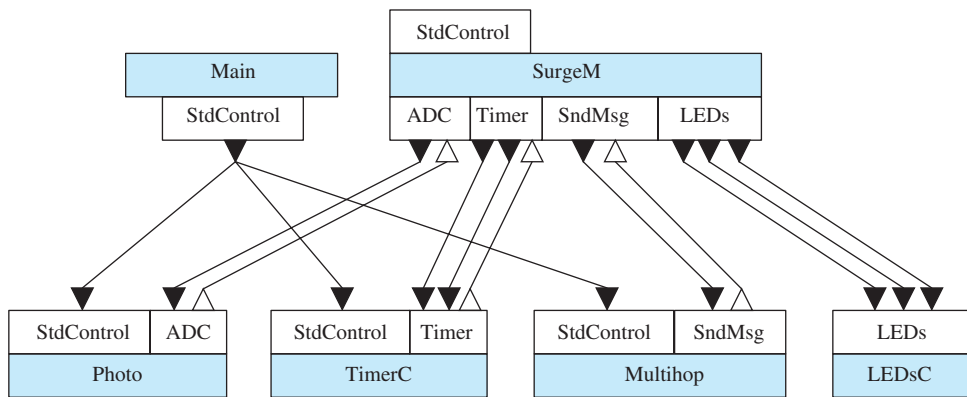 StdControl
Main
SurgeM
StdControl
ADC Timer SndMsg LEDs
StdControl ADC StdControl Timer StdControl SndMsg LEDs
Photo TimerC Multihop LEDsC